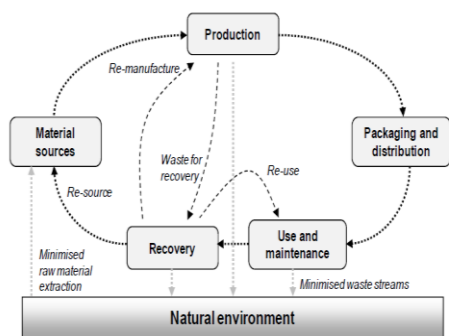 Production
Re-manufacture
Material
sources
Packaging and
distribution
Waste for
recovery
Re-use
Re-source
Recovery
Use and
maintenance
Minimised
raw material
extraction
Minimised waste streams
Natural environment